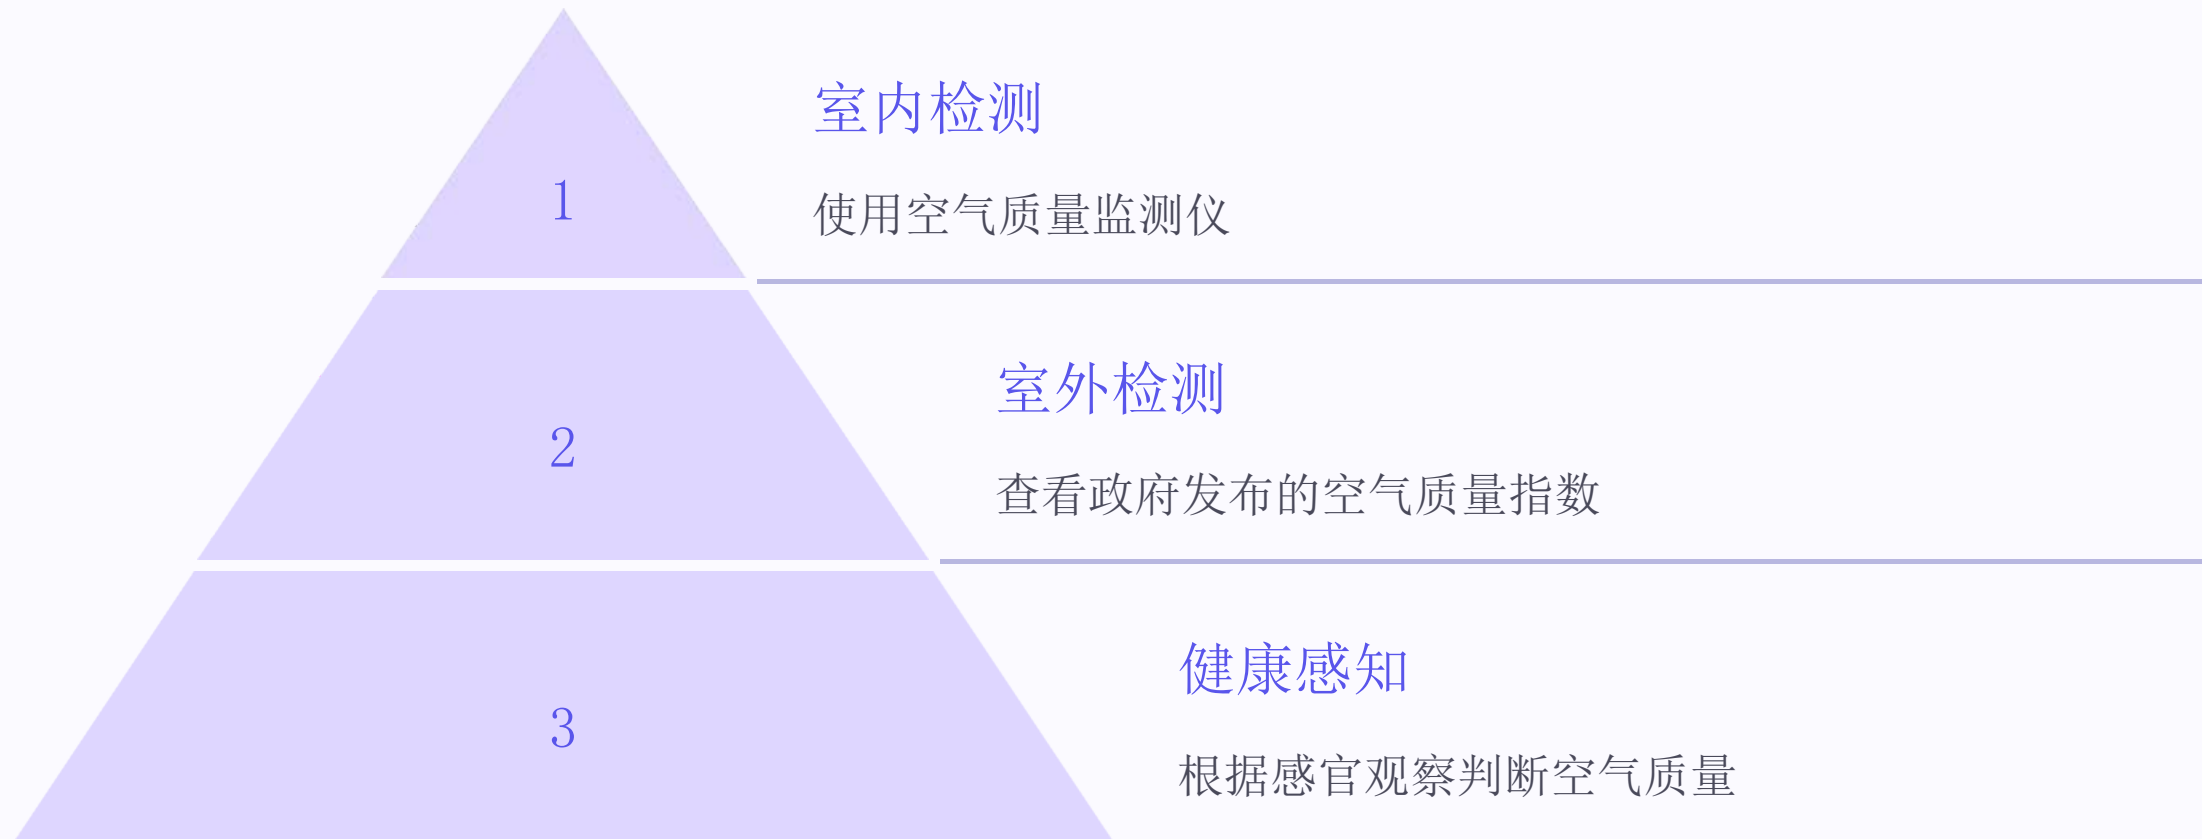 室内检测
1
使用空气质量监测仪
室外检测
2
查看政府发布的空气质量指数
健康感知
3
根据感官观察判断空气质量